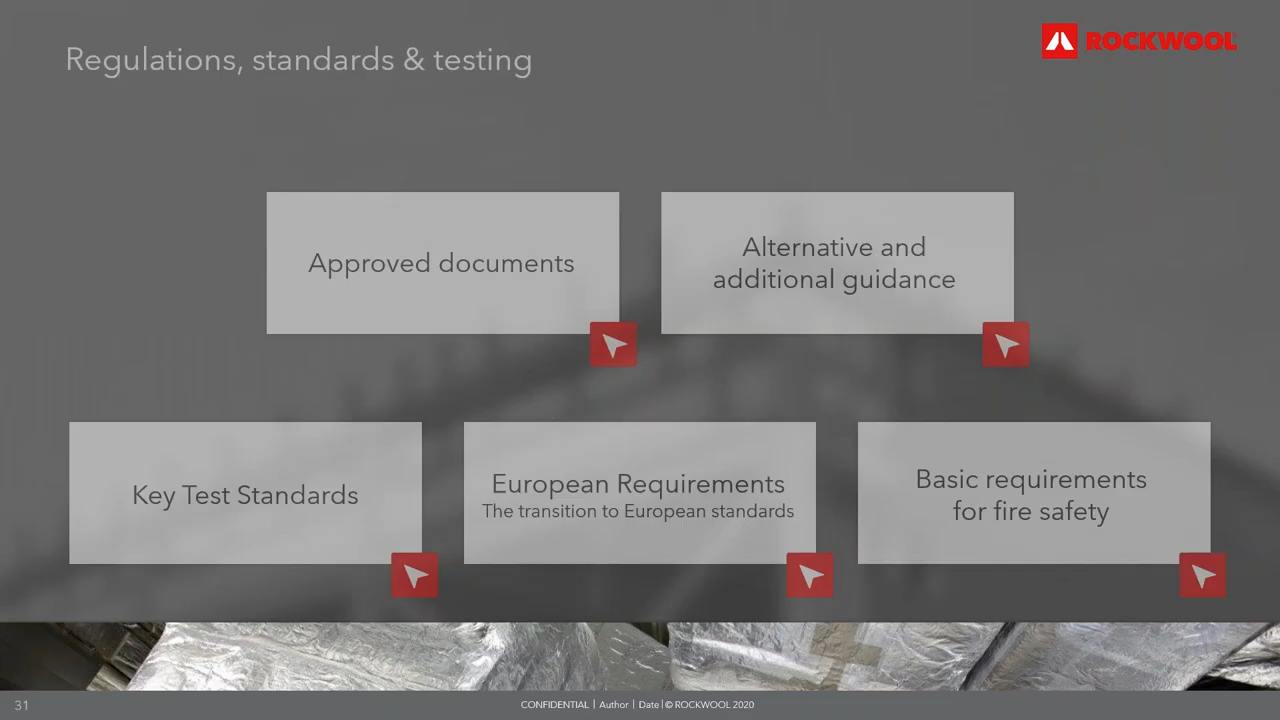 Regulations, standards & testing
ROCKWOOL
Approved documents
Alternative and
additional guidance
Key Test Standards
European Requirements
The transition to European standards
Basic requirements
for fire safety
31
CONFIDENTIAL | Author | Date | © ROCKWOOL 2020